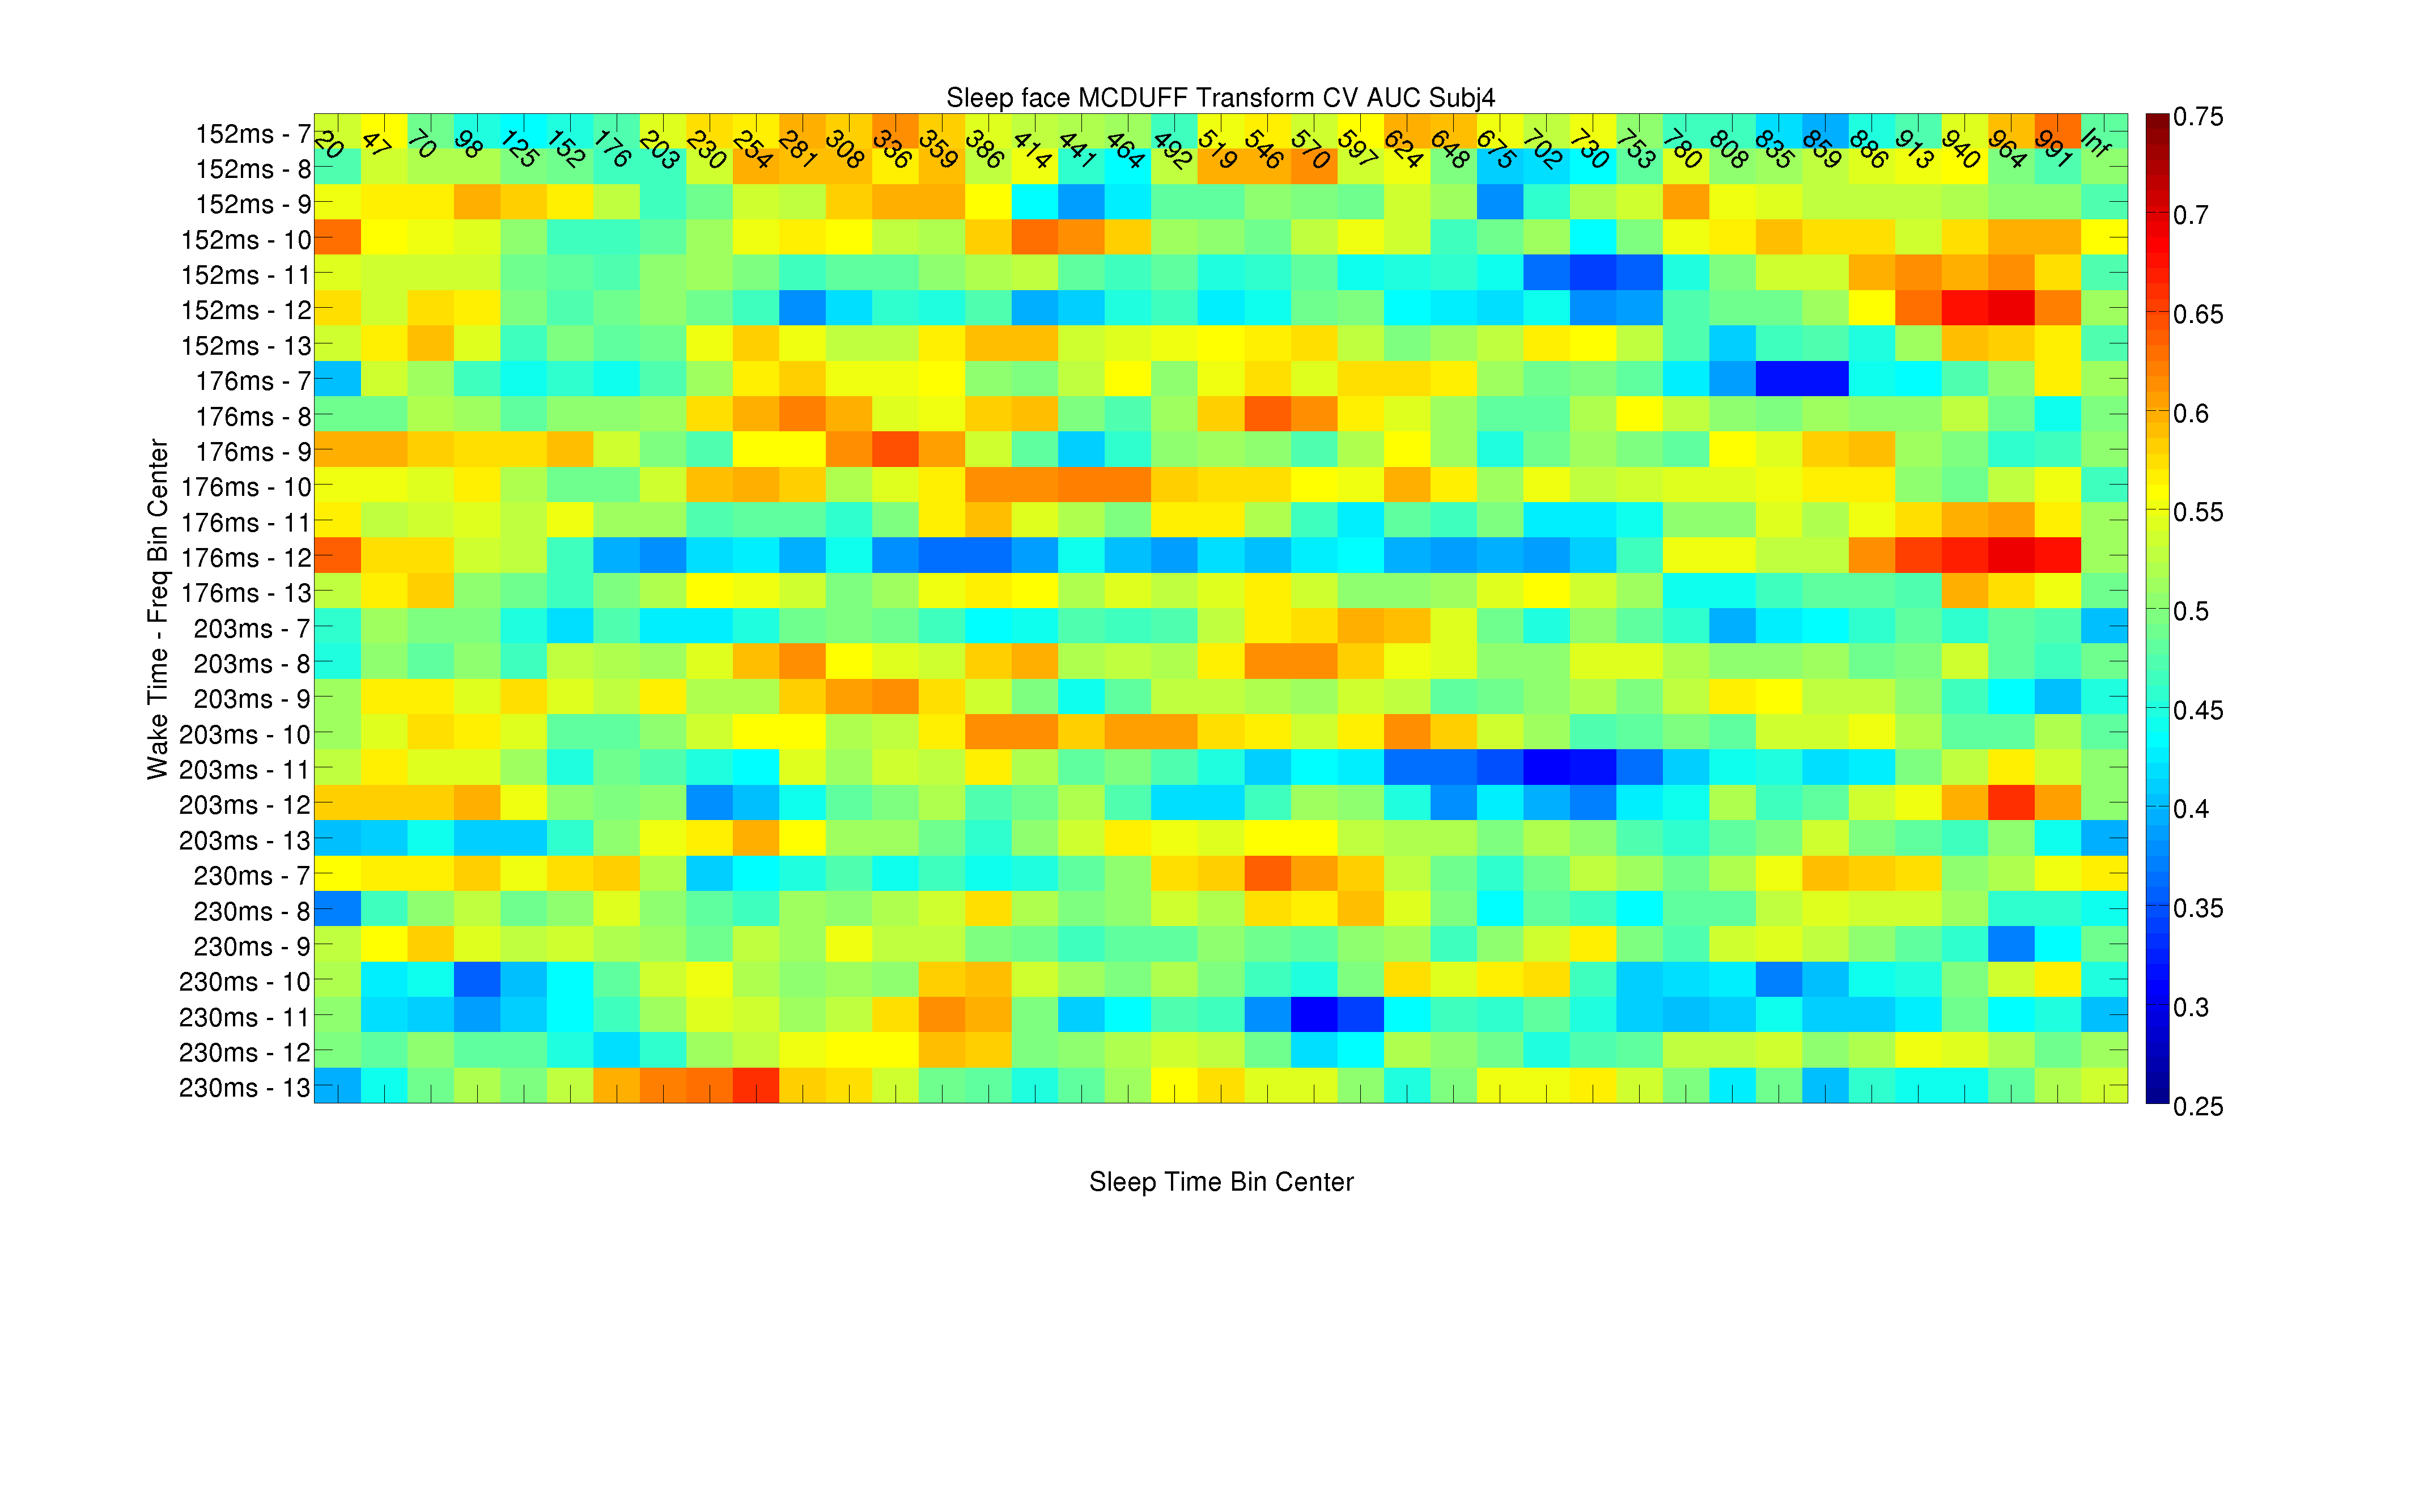 Sleep face MCDUFF Transform CV AUC Subj4
20 47 70 98 125 152 176 203 230 254 281 308 336 359 386 414 441 464 492 519 546 570 597 624 648 675 702 730 753 780 808 835 859 886 913 940 964 991 Inf
Wake Time - Freq Bin Center
152ms - 7
152ms - 8
152ms - 9
152ms - 10
152ms - 11
152ms - 12
152ms - 13
176ms - 7
176ms - 8
176ms - 9
176ms - 10
176ms - 11
176ms - 12
176ms - 13
203ms - 7
203ms - 8
203ms - 9
203ms - 10
203ms - 11
203ms - 12
203ms - 13
230ms - 7
230ms - 8
230ms - 9
230ms - 10
230ms - 11
230ms - 12
230ms - 13
0.75
0.7
0.65
0.6
0.55
0.5
0.45
0.4
0.35
0.3
0.25
Sleep Time Bin Center